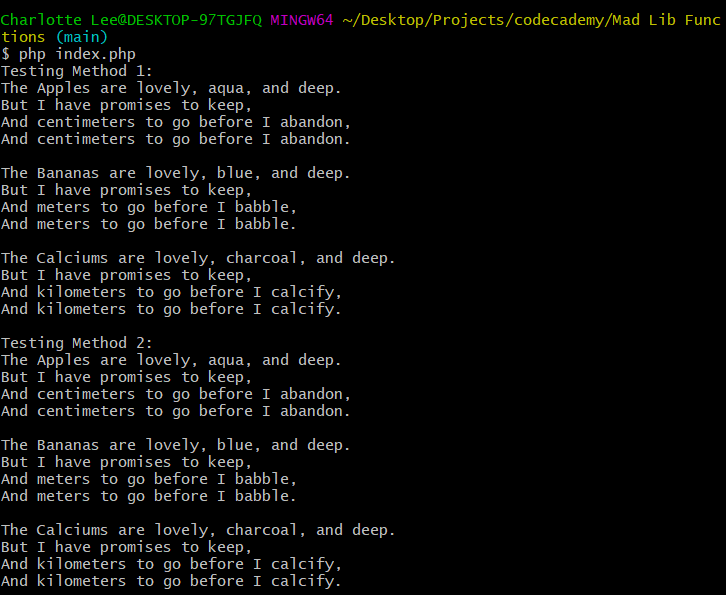 Charlotte Lee@DESKTOP-97TGJFQ MINGW64 ~/Desktop/Projects/codecademy/Mad Lib Func
tions (main)
$ php index.php
Testing Method 1:
The Apples are lovely, aqua, and deep.
But I have promises to keep,
And centimeters to go before I abandon,
And centimeters to go before I abandon.

The Bananas are lovely, blue, and deep.
But I have promises to keep,
And meters to go before I babble,
And meters to go before I babble.

The Calciums are lovely, charcoal, and deep.
But I have promises to keep,
And kilometers to go before I calcify,
And kilometers to go before I calcify.

Testing Method 2:
The Apples are lovely, aqua, and deep.
But I have promises to keep,
And centimeters to go before I abandon,
And centimeters to go before I abandon.

The Bananas are lovely, blue, and deep.
But I have promises to keep,
And meters to go before I babble,
And meters to go before I babble.

The Calciums are lovely, charcoal, and deep.
But I have promises to keep,
And kilometers to go before I calcify,
And kilometers to go before I calcify.